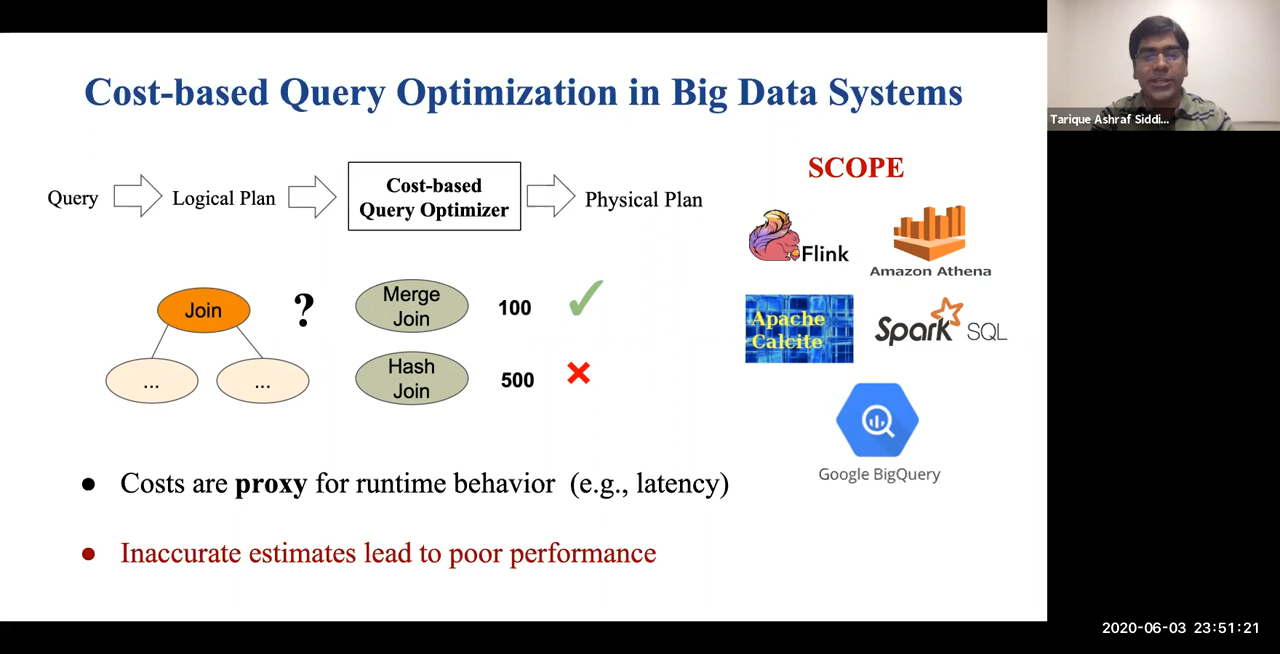 Cost-based Query Optimization in Big Data Systems
Tarique Ashraf Siddi...
Query
Logical Plan
Cost-based
Query Optimizer
Physical Plan
SCOPE
Flink
Amazon Athena
Join
?
Merge
Join
100
Hash
Join
500
...
...
Apache
Calcite
Spark SQL
Google BigQuery
● Costs are proxy for runtime behavior (e.g., latency)
● Inaccurate estimates lead to poor performance
2020-06-03 23:51:21